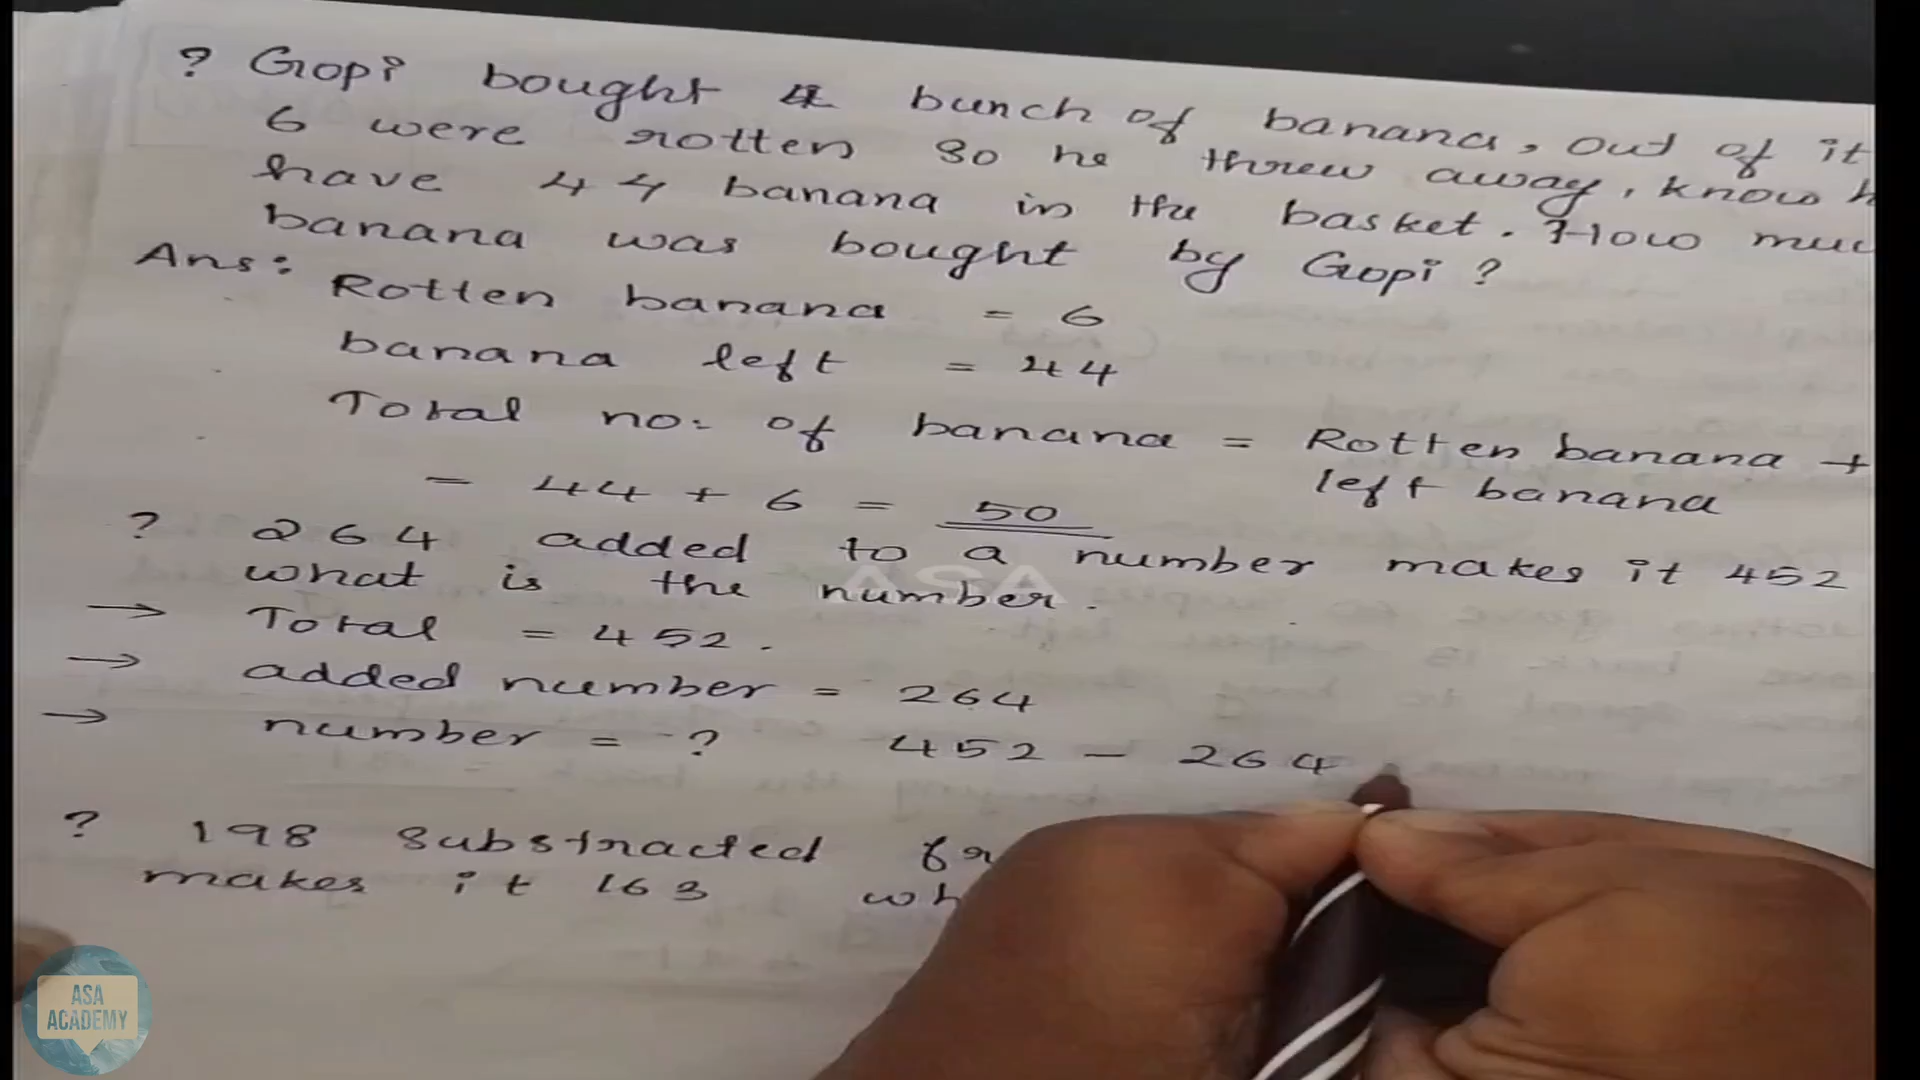 ? Gopi bought a bunch of banana, out of it
6 were rotten so he threw away, know
have 44 banana in the basket. How
banana was bought by Gopi ?
Ans:
Rotten banana = 6
banana left = 44
Total no: of banana = Rotten banana +
left banana
= 44 + 6 = 50
? 264 added to a number makes it 452
what is the number.
→ Total = 452.
→ added number = 264
→ number = ? 452 - 264
? 198 substracted
makes it 163
ASA
ASA
ACADEMY